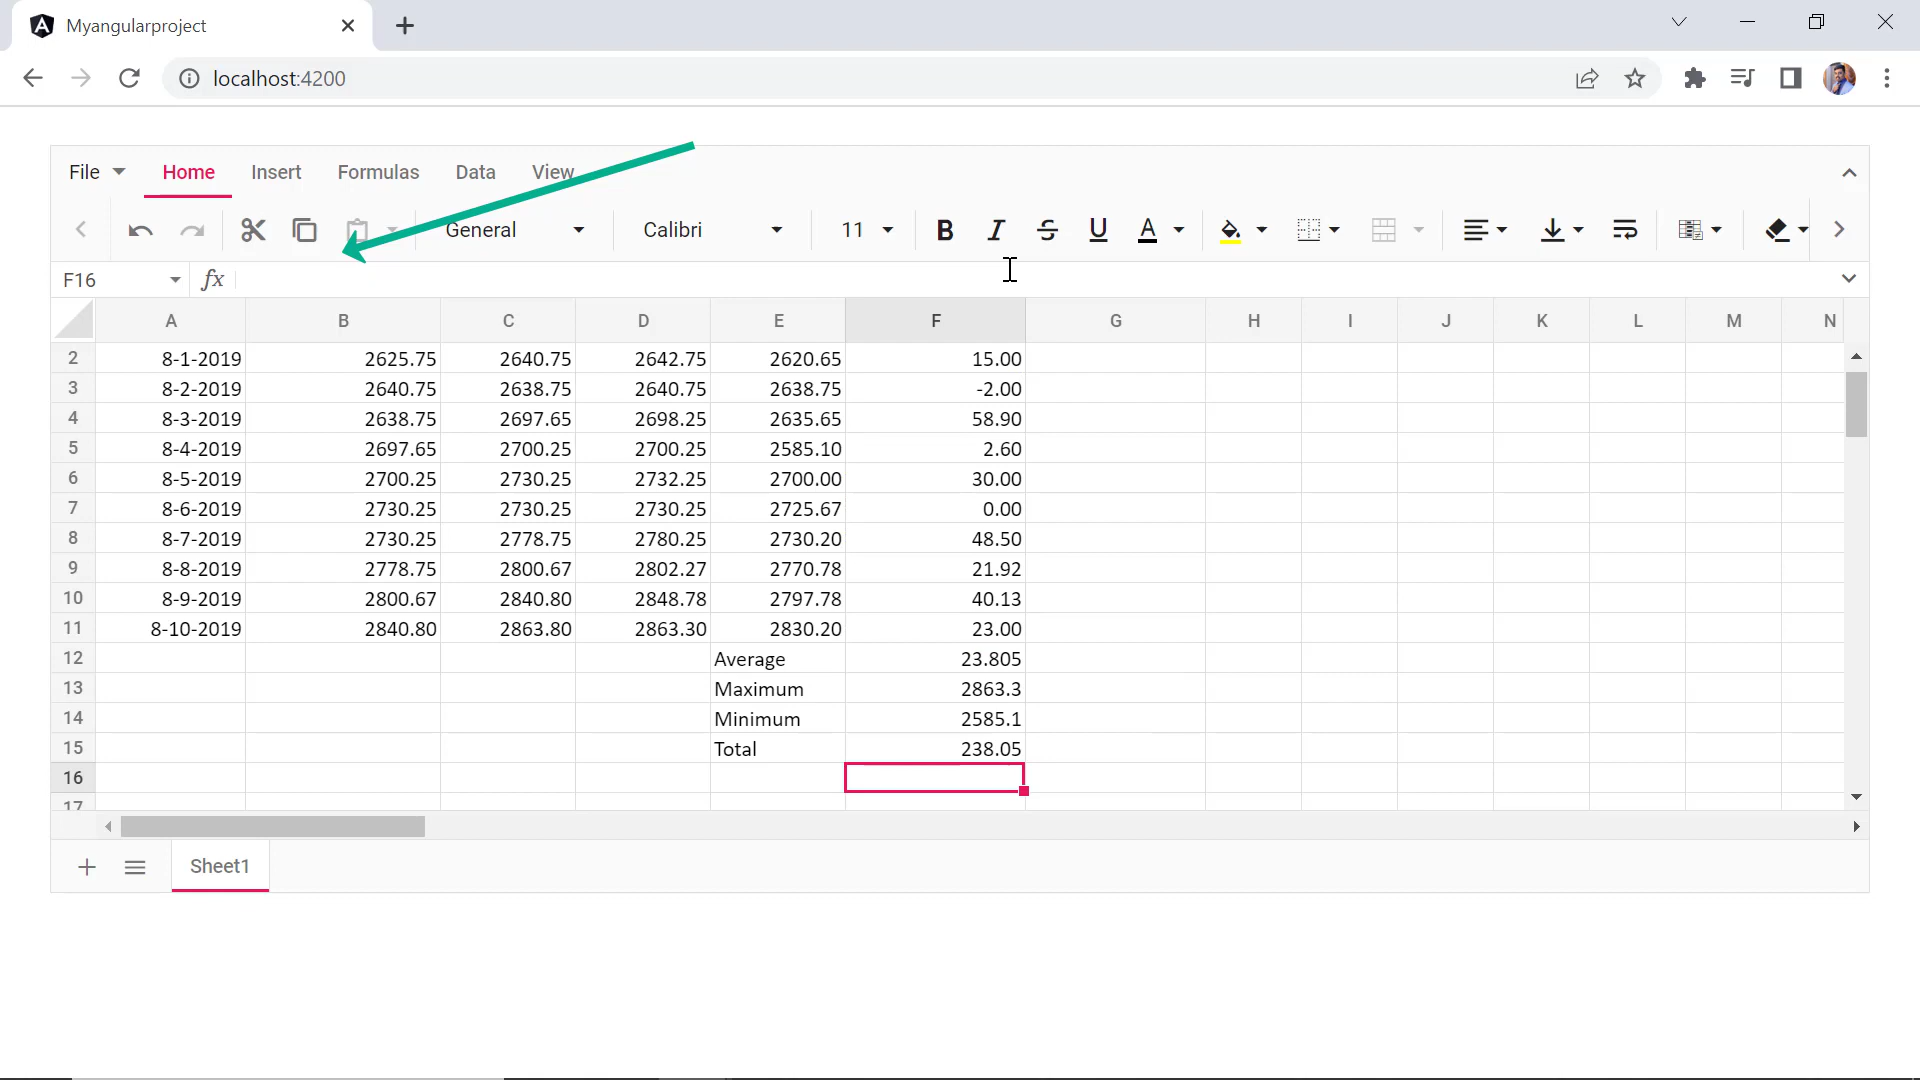 Myangularproject
localhost:4200
File Home Insert Formulas Data View
General Calibri 11 B I S U A
F16 fx
A B C D E F G H I J K L M N
2 8-1-2019 2625.75 2640.75 2642.75 2620.65 15.00
3 8-2-2019 2640.75 2638.75 2640.75 2638.75 -2.00
4 8-3-2019 2638.75 2697.65 2698.25 2635.65 58.90
5 8-4-2019 2697.65 2700.25 2700.25 2585.10 2.60
6 8-5-2019 2700.25 2730.25 2732.25 2700.00 30.00
7 8-6-2019 2730.25 2730.25 2730.25 2725.67 0.00
8 8-7-2019 2730.25 2778.75 2780.25 2730.20 48.50
9 8-8-2019 2778.75 2800.67 2802.27 2770.78 21.92
10 8-9-2019 2800.67 2840.80 2848.78 2797.78 40.13
11 8-10-2019 2840.80 2863.80 2863.30 2830.20 23.00
12 Average 23.805
13 Maximum 2863.3
14 Minimum 2585.1
15 Total 238.05
16
17
Sheet1